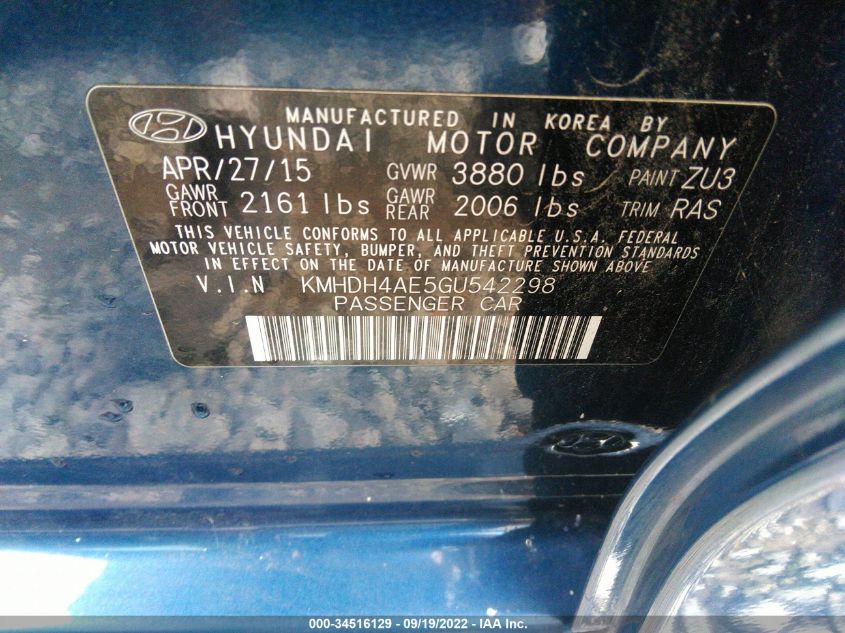 MANUFACTURED IN KOREA BY
HYUNDAI MOTOR COMPANY
APR/27/15 GVWR 3880 lbs PAINT ZU3
GAWR FRONT 2161 lbs GAWR REAR 2006 lbs TRIM RAS
THIS VEHICLE CONFORMS TO ALL APPLICABLE U.S.A. FEDERAL
MOTOR VEHICLE SAFETY, BUMPER, AND THEFT PREVENTION STANDARDS
IN EFFECT ON THE DATE OF MANUFACTURE SHOWN ABOVE
V.I.N KMHDH4AE5GU542298
PASSENGER CAR
000-34516129 - 09/19/2022 - IAA Inc.